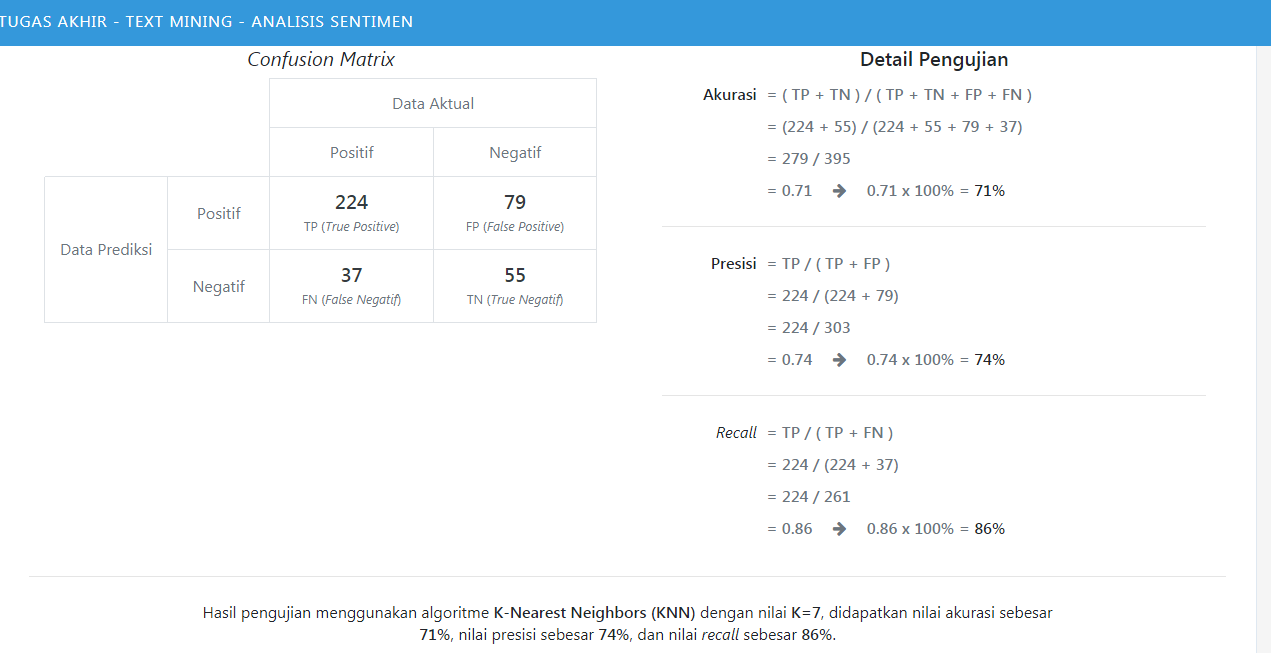 TUGAS AKHIR - TEXT MINING - ANALISIS SENTIMEN
Confusion Matrix
Data Aktual
Positif Negatif
Data Prediksi
Positif
224
TP (True Positive)
79
FP (False Positive)
Negatif
37
FN (False Negatif)
55
TN (True Negatif)
Detail Pengujian
Akurasi = ( TP + TN ) / ( TP + TN + FP + FN )
= (224 + 55) / (224 + 55 + 79 + 37)
= 279 / 395
= 0.71 ➔ 0.71 x 100% = 71%
Presisi = TP / ( TP + FP )
= 224 / (224 + 79)
= 224 / 303
= 0.74 ➔ 0.74 x 100% = 74%
Recall = TP / ( TP + FN )
= 224 / (224 + 37)
= 224 / 261
= 0.86 ➔ 0.86 x 100% = 86%
Hasil pengujian menggunakan algoritme K-Nearest Neighbors (KNN) dengan nilai K=7, didapatkan nilai akurasi sebesar
71%, nilai presisi sebesar 74%, dan nilai recall sebesar 86%.